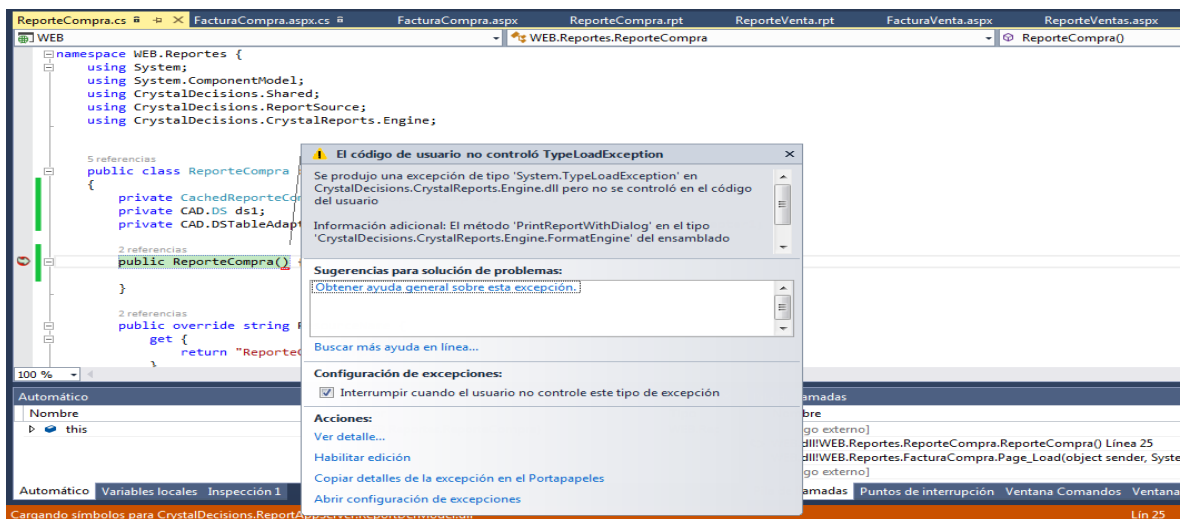 ReporteCompra.cs FacturaCompra.aspx.cs FacturaCompra.aspx ReporteCompra.rpt ReporteVenta.rpt FacturaVenta.aspx ReporteVentas.aspx
WEB WEB.Reportes.ReporteCompra ReporteCompra()
namespace WEB.Reportes {
using System;
using System.ComponentModel;
using CrystalDecisions.Shared;
using CrystalDecisions.ReportSource;
using CrystalDecisions.CrystalReports.Engine;
5 referencias
public class ReporteCompra
{
private CachedReporteCo
private CAD.DS ds1;
private CAD.DSTableAdapt
2 referencias
public ReporteCompra() {
}
2 referencias
public override string
get {
return "Reporte
}
100 %
El código de usuario no controló TypeLoadException
Se produjo una excepción de tipo 'System.TypeLoadException' en
CrystalDecisions.CrystalReports.Engine.dll pero no se controló en el código
del usuario
Información adicional: El método 'PrintReportWithDialog' en el tipo
'CrystalDecisions.CrystalReports.Engine.FormatEngine' del ensamblado
Sugerencias para solución de problemas:
Obtener ayuda general sobre esta excepción.
Buscar más ayuda en línea...
Configuración de excepciones:
Interrumpir cuando el usuario no controle este tipo de excepción
Acciones:
Ver detalle...
Habilitar edición
Copiar detalles de la excepción en el Portapapeles
Abrir configuración de excepciones
Automático
Nombre
this
Automático Variables locales Inspección 1
amadas
bre
go externo]
dll!WEB.Reportes.ReporteCompra.ReporteCompra() Línea 25
dll!WEB.Reportes.FacturaCompra.Page_Load(object sender, Syste
go externo]
amadas Puntos de interrupción Ventana Comandos Ventana
Cargando símbolos para CrystalDecisions.ReportAppServer.ReportDefModel.dll Lín 25